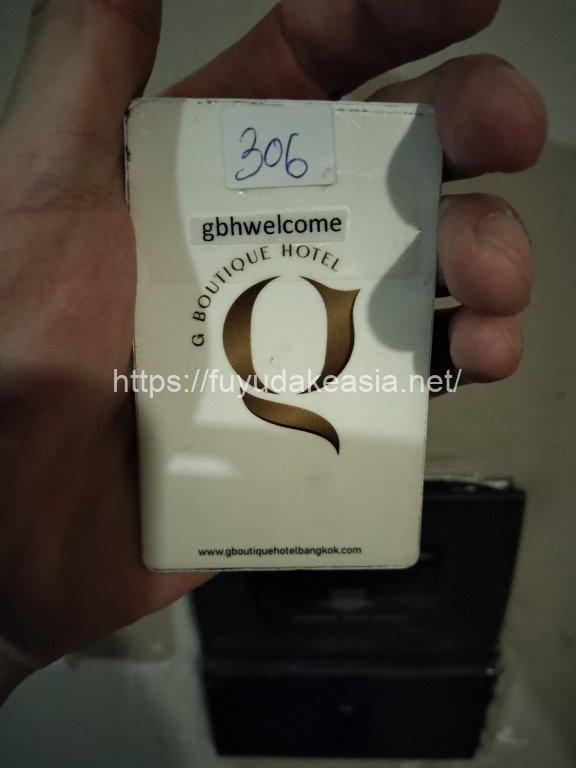 306
gbhwelcome
G BOUTIQUE HOTEL
https://fuyudakeasia.net/
www.gboutiquehotelbangkok.com